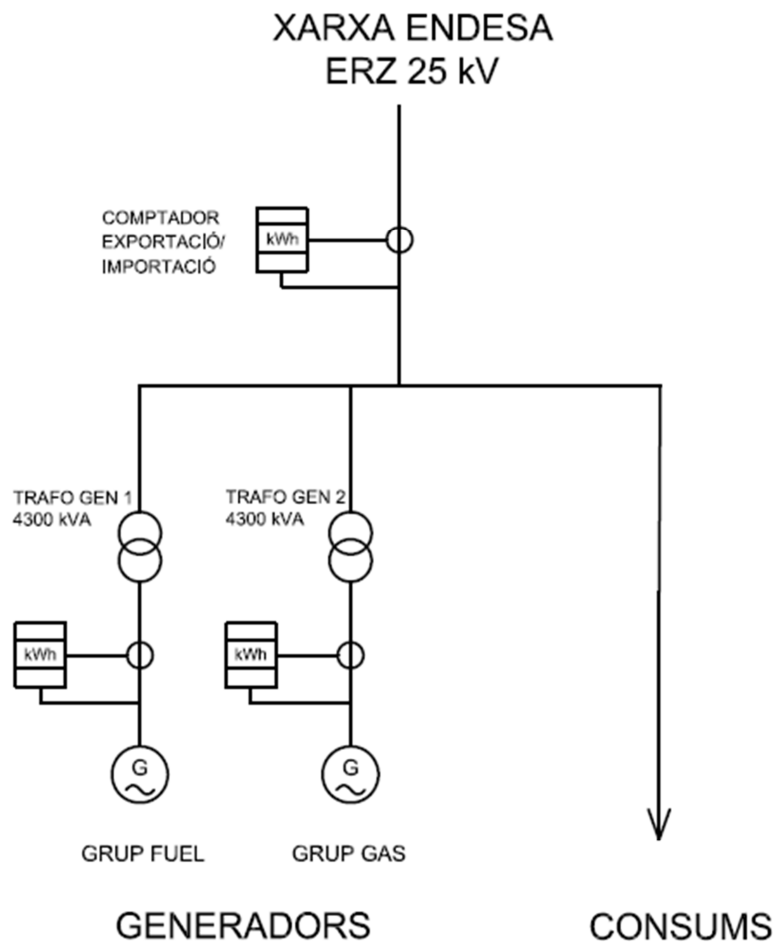 XARXA ENDESA
ERZ 25 kV
COMPTADOR
EXPORTACIÓ/
IMPORTACIÓ
kWh
TRAFO GEN 1
4300 kVA
TRAFO GEN 2
4300 kVA
kWh
kWh
G
G
GRUP FUEL
GRUP GAS
GENERADORS
CONSUMS